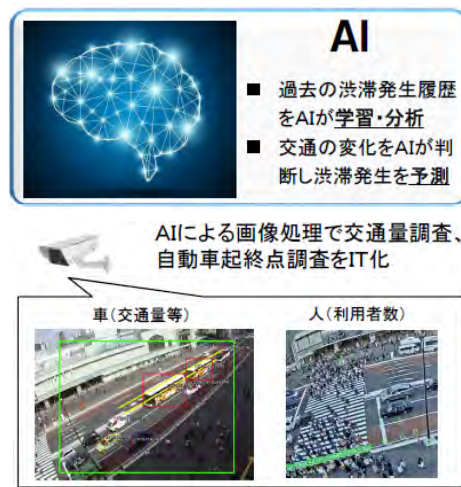 AI
■ 過去の渋滞発生履歴
をAIが学習・分析
■ 交通の変化をAIが判
断し渋滞発生を予測
AIによる画像処理で交通量調査、
自動車起終点調査をIT化
車(交通量等)
人(利用者数)